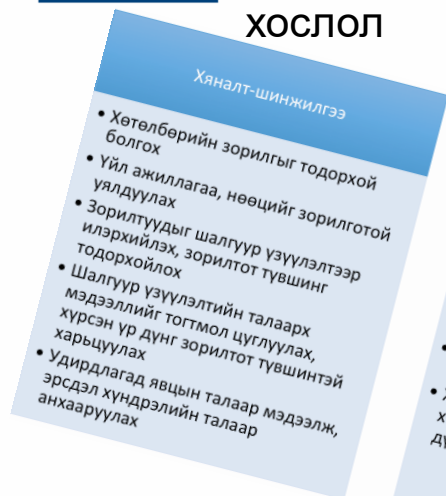 ХОСЛОЛ
Хяналт-шинжилгээ
• Хөтөлбөрийн зорилгыг тодорхой
болгох
• Үйл ажиллагаа, нөөцийг зорилготой
уялдуулах
• Зорилтуудыг шалгуур үзүүлэлтээр
илэрхийлэх, зорилтот түвшинг
тодорхойлох
• Шалгуур үзүүлэлтийн талаарх
мэдээллийг тогтмол цуглуулах,
хүрсэн үр дүнг зорилтот түвшинтэй
харьцуулах
• Удирдлагад явцын талаар мэдээлж,
эрсдэл хүндрэлийн талаар
анхааруулах